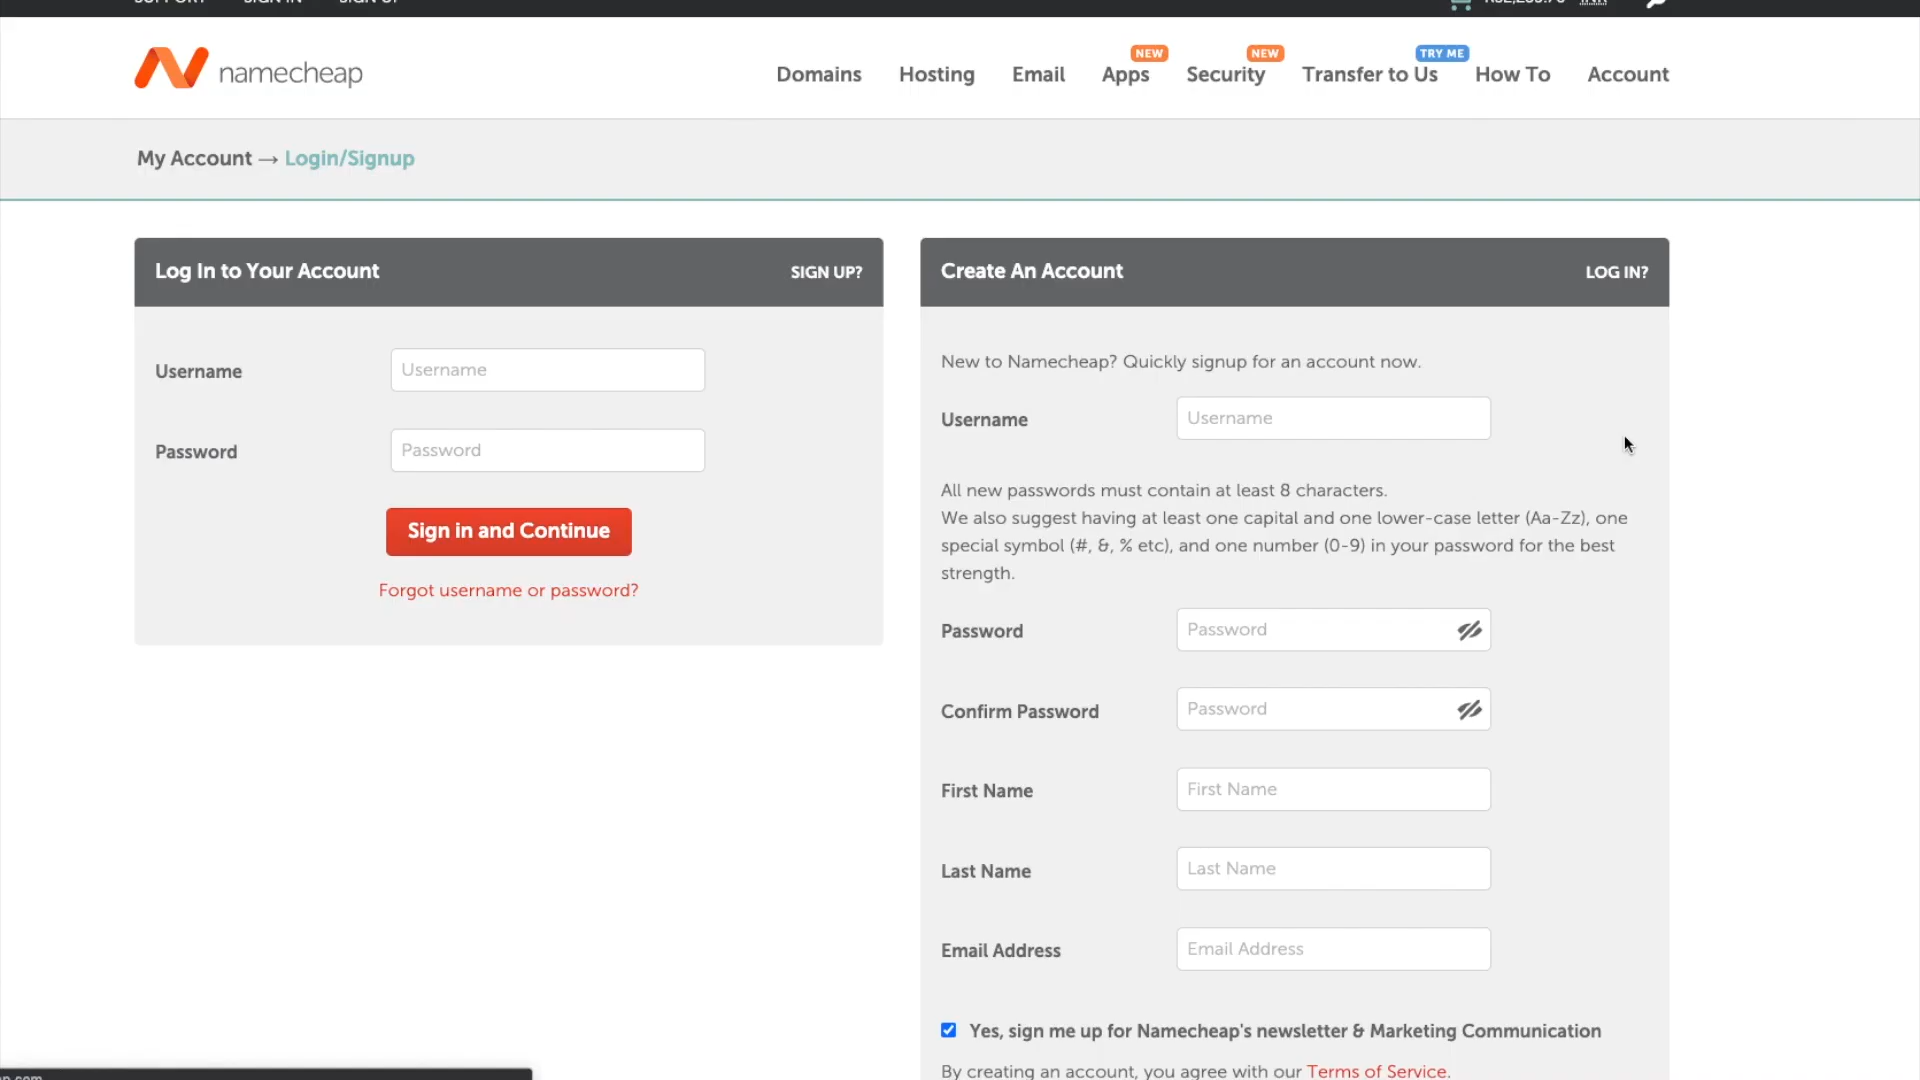 SUPPORT SIGN IN SIGN UP
namecheap
Domains Hosting Email Apps NEW Security NEW Transfer to Us TRY ME How To Account
My Account → Login/Signup
Log In to Your Account SIGN UP?
Username Username
Password Password
Sign in and Continue
Forgot username or password?
Create An Account LOG IN?
New to Namecheap? Quickly signup for an account now.
Username Username
All new passwords must contain at least 8 characters.
We also suggest having at least one capital and one lower-case letter (Aa-Zz), one
special symbol (#, &, % etc), and one number (0-9) in your password for the best
strength.
Password Password
Confirm Password Password
First Name First Name
Last Name Last Name
Email Address Email Address
Yes, sign me up for Namecheap's newsletter & Marketing Communication
By creating an account, you agree with our Terms of Service.